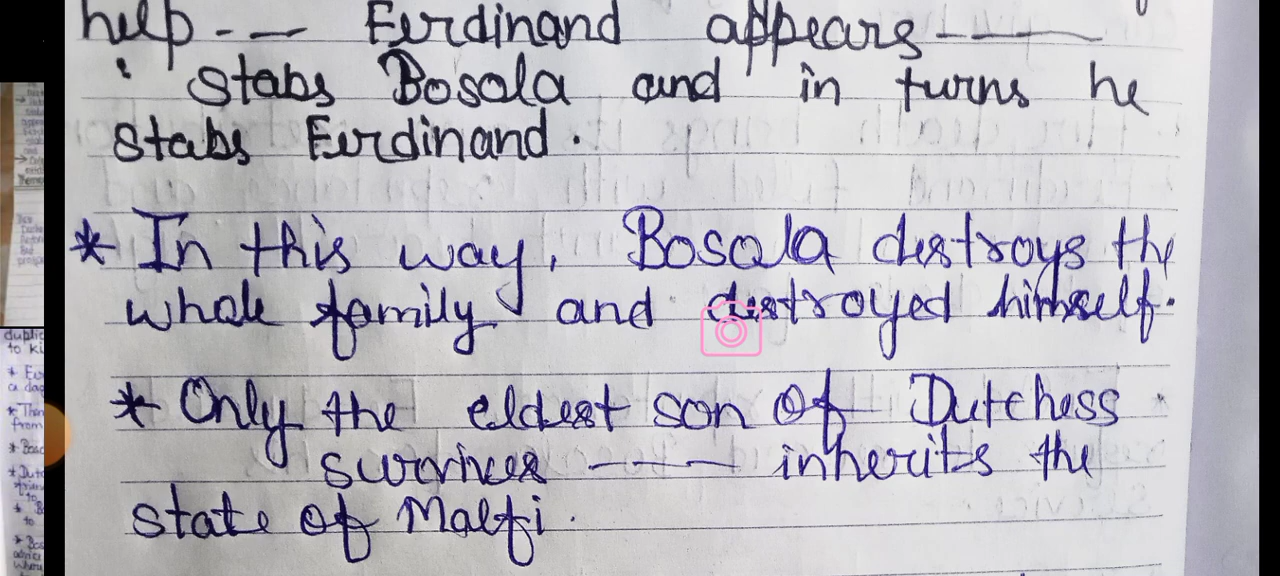 help - - — Ferdinand appears - — —
stabs Bosola and in turns he
stabs Ferdinand.
* In this way, Bosola destroys the
whole family and destroyed himself.
* Only the eldest son of Dutchess
survives - - - — inherits the
state of Malfi.